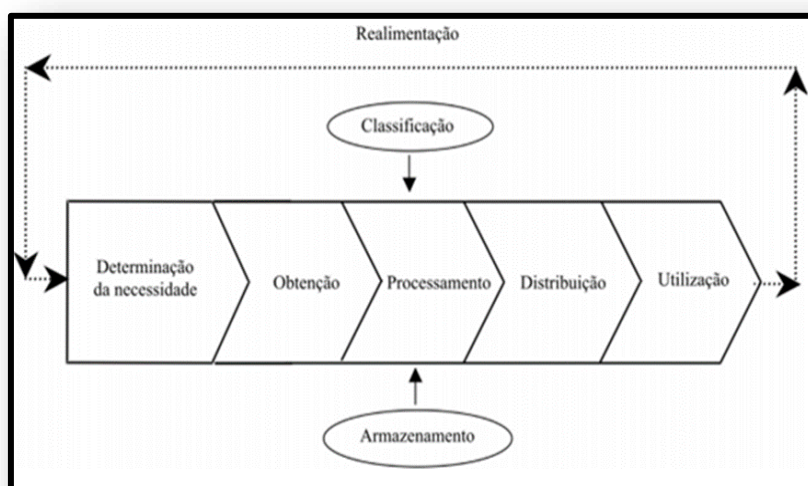 Realimentação
Classificação
Determinação
da necessidade
Obtenção
Processamento
Distribuição
Utilização
Armazenamento